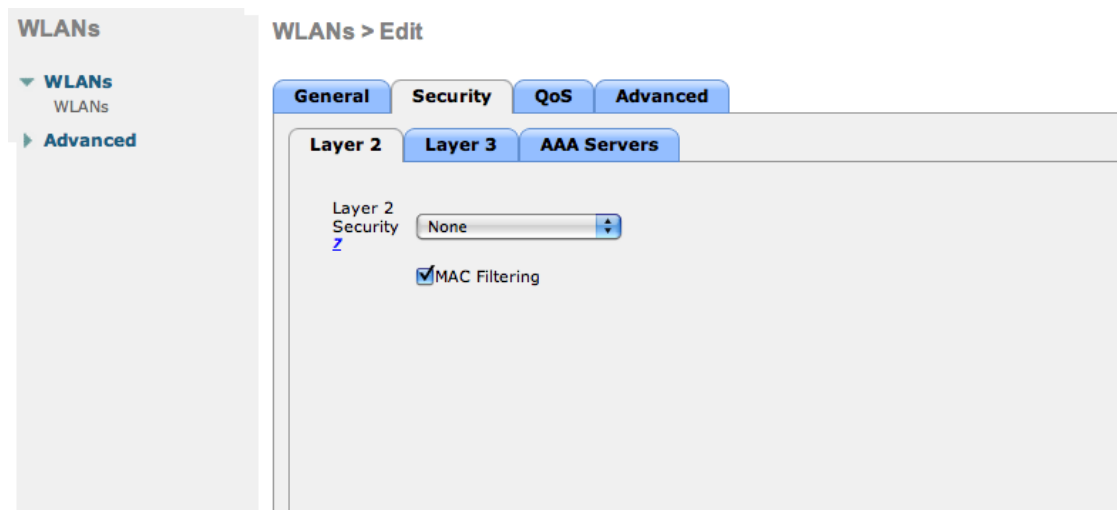 WLANs
WLANs
WLANs
Advanced
WLANs > Edit
General Security QoS Advanced
Layer 2 Layer 3 AAA Servers
Layer 2
Security None
7
MAC Filtering